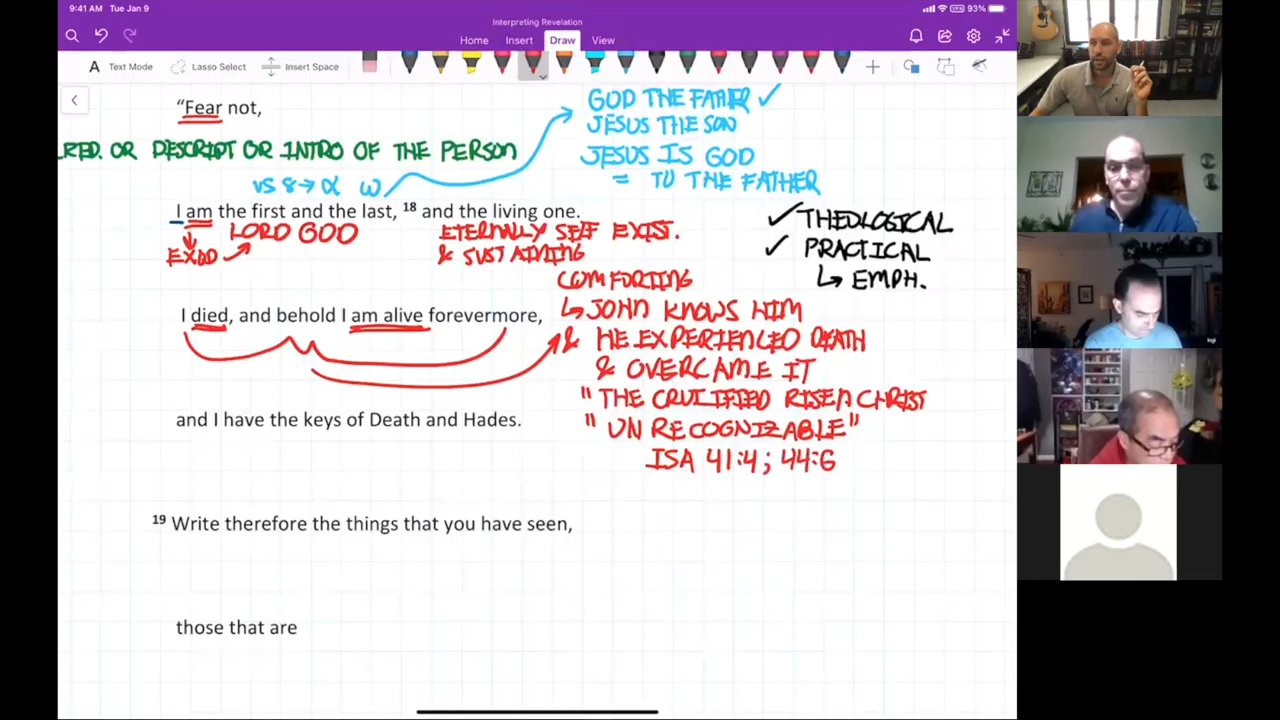 9:41 AM Tue Jan 9
93%
Interpreting Revelation
Home Insert Draw View
A Text Mode Lasso Select Insert Space
"Fear not,
GOD THE FATHER ✓
JESUS THE SON
RED. OR DESCRIPT OR INTRO OF THE PERSON
JESUS IS GOD
= TO THE FATHER
VS 8 → α ω
I am the first and the last, 18 and the living one.
EXOD LORD GOD
ETERNALLY SELF EXIST.
& SUSTAINING
✓ THEOLOGICAL
✓ PRACTICAL
↳ EMPH.
COMFORTING
↳ JOHN KNOWS HIM
I died, and behold I am alive forevermore,
& HE EXPERIENCED DEATH
& OVERCAME IT
"THE CRUCIFIED RISEN CHRIST
and I have the keys of Death and Hades.
"UN RECOGNIZABLE"
ISA 41:4; 44:6
19 Write therefore the things that you have seen,
those that are